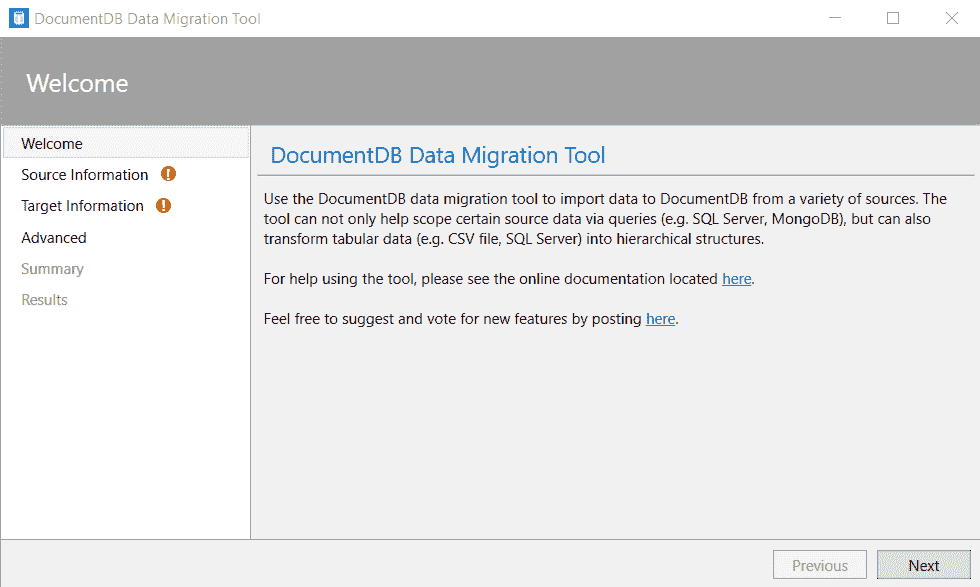 DocumentDB Data Migration Tool
Welcome
Welcome
Source Information
Target Information
Advanced
Summary
Results
DocumentDB Data Migration Tool
Use the DocumentDB data migration tool to import data to DocumentDB from a variety of sources. The
tool can not only help scope certain source data via queries (e.g. SQL Server, MongoDB), but can also
transform tabular data (e.g. CSV file, SQL Server) into hierarchical structures.
For help using the tool, please see the online documentation located here.
Feel free to suggest and vote for new features by posting here.
Previous
Next